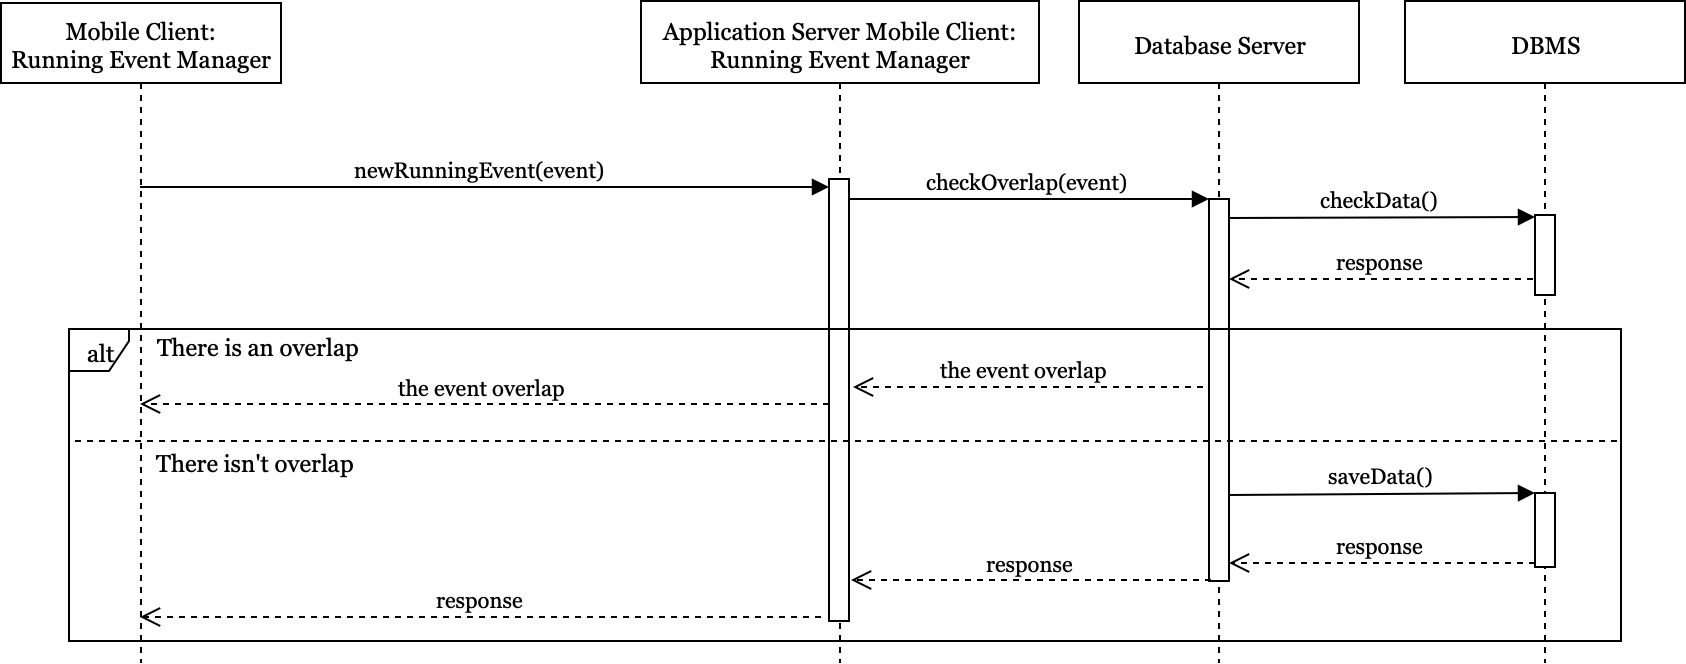 Mobile Client:
Running Event Manager
Application Server Mobile Client:
Running Event Manager
Database Server
DBMS
newRunningEvent(event)
checkOverlap(event)
checkData()
response
alt
There is an overlap
the event overlap
the event overlap
There isn't overlap
saveData()
response
response
response